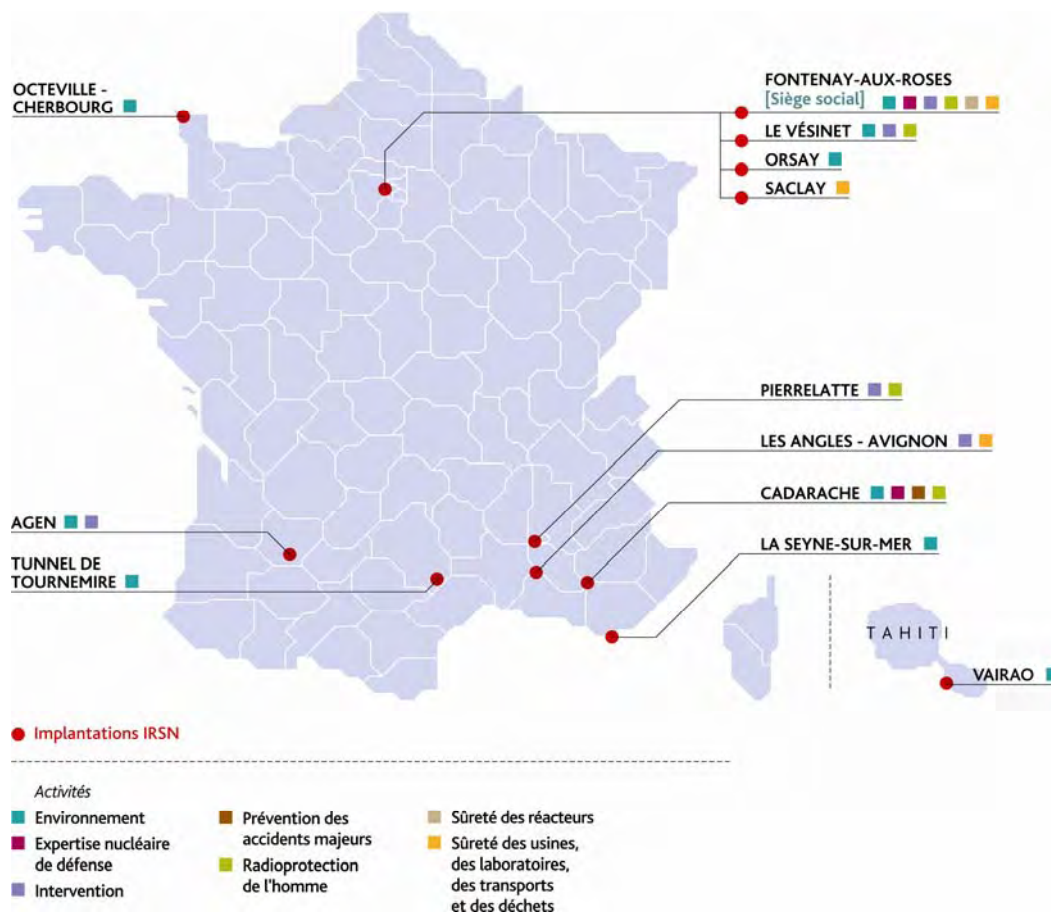 OCTEVILLE -
CHERBOURG
FONTENAY-AUX-ROSES
[Siège social]
LE VÉSINET
ORSAY
SACLAY
PIERRELATTE
LES ANGLES - AVIGNON
CADARACHE
LA SEYNE-SUR-MER
AGEN
TUNNEL DE
TOURNEMIRE
TAHITI
VAIRAO
Implantations IRSN
Activités
Environnement
Expertise nucléaire
de défense
Intervention
Prévention des
accidents majeurs
Radioprotection
de l'homme
Sûreté des réacteurs
Sûreté des usines,
des laboratoires,
des transports
et des déchets